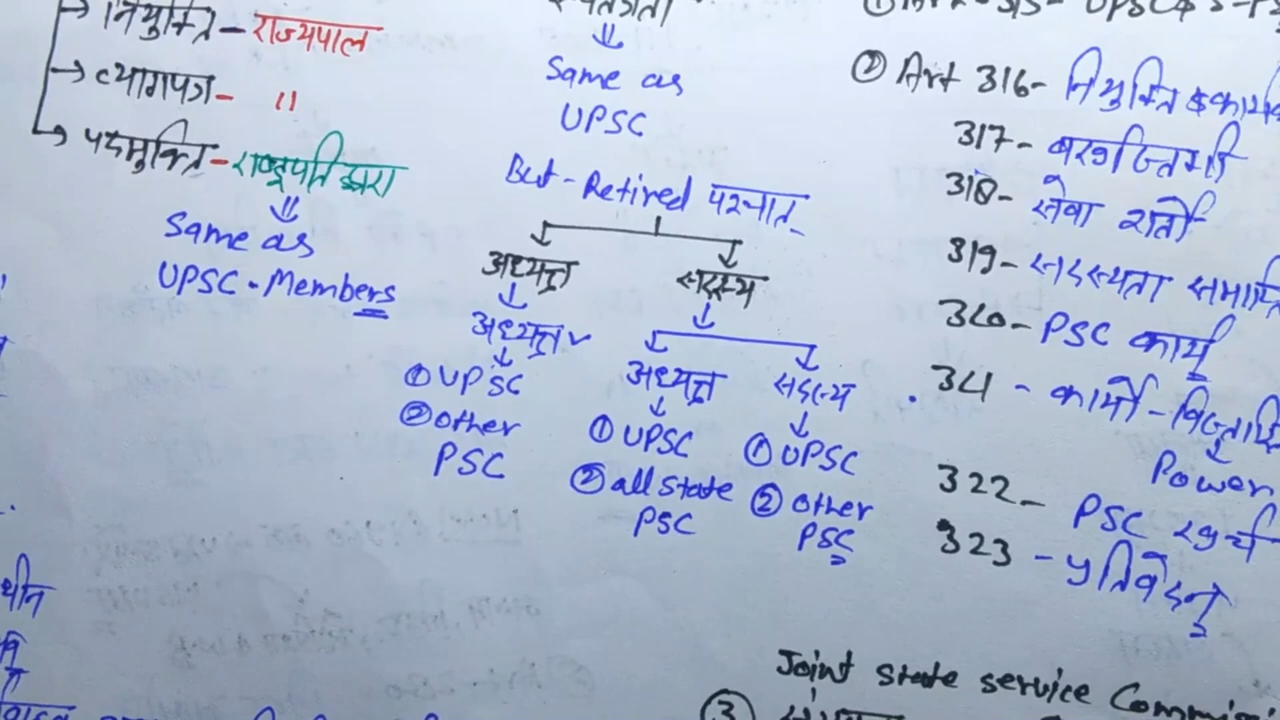 → नियुक्ति – राज्यपाल
→ त्यागपत्र – "
→ पदमुक्ति – राष्ट्रपति द्वारा
⇓
Same as
UPSC - Members
⇓
Same as
UPSC
But - Retired पश्चात
अध्यक्ष
↓
अध्यक्ष ✓
↓
① UPSC
② other
PSC
सदस्य
↓
अध्यक्ष
↓
① UPSC
② all state
PSC
सदस्य
↓
① UPSC
② other
PSC
② Art 316 - नियुक्ति
317 - बर्खास्तगी
318 - सेवा शर्तों
319 - सदस्यता समाप्ति
320 - PSC कार्य
321 - कार्यों - विस्तार
↓
Power
322 - PSC खर्च
323 - प्रतिवेदन
Joint state service
③
थीन